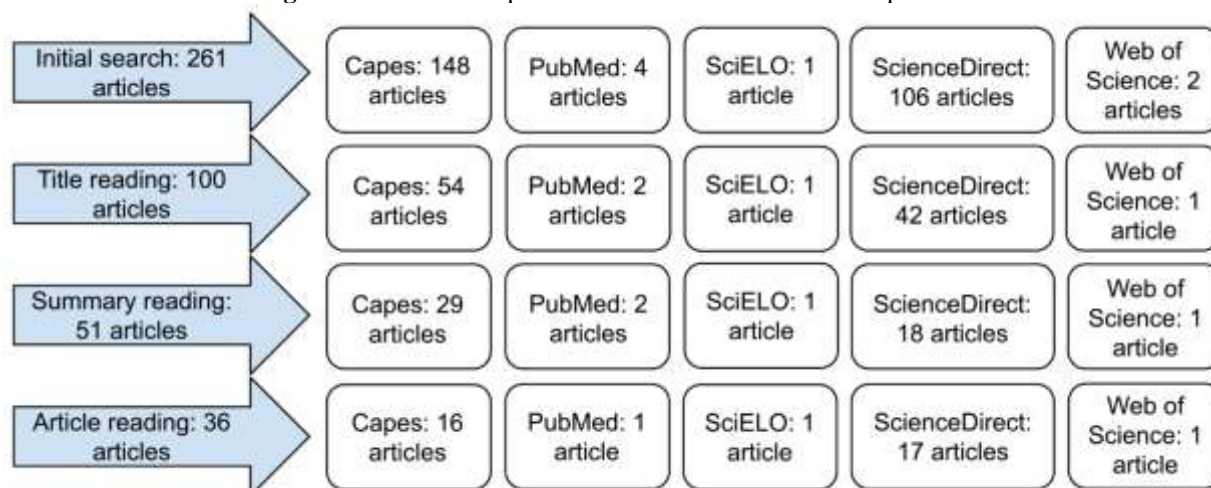 Initial search: 261
articles
Capes: 148
articles
PubMed: 4
articles
SciELO: 1
article
ScienceDirect:
106 articles
Web of
Science: 2
articles
Title reading: 100
articles
Capes: 54
articles
PubMed: 2
articles
SciELO: 1
article
ScienceDirect:
42 articles
Web of
Science: 1
article
Summary reading:
51 articles
Capes: 29
articles
PubMed: 2
articles
SciELO: 1
article
ScienceDirect:
18 articles
Web of
Science: 1
article
Article reading: 36
articles
Capes: 16
articles
PubMed: 1
article
SciELO: 1
article
ScienceDirect:
17 articles
Web of
Science: 1
article